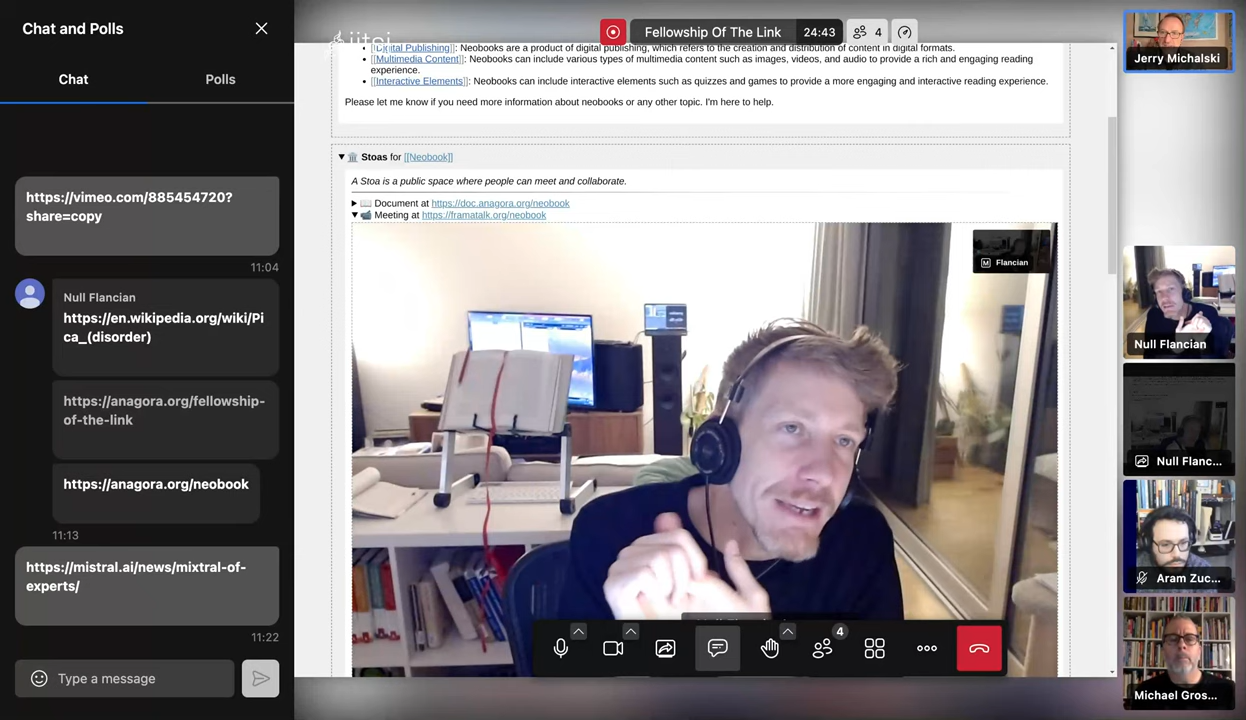 Chat and Polls
Chat
Polls
https://vimeo.com/885454720?
share=copy
11:04
Null Flancian
https://en.wikipedia.org/wiki/Pi
ca_(disorder)
https://anagora.org/fellowship-
of-the-link
https://anagora.org/neobook
11:13
https://mistral.ai/news/mixtral-of-
experts/
11:22
Type a message
jitsi
Fellowship Of The Link
24:43
4
[[Digital Publishing]]: Neobooks are a product of digital publishing, which refers to the creation and distribution of content in digital formats.
[[Multimedia Content]]: Neobooks can include various types of multimedia content such as images, videos, and audio to provide a rich and engaging reading
experience.
[[Interactive Elements]]: Neobooks can include interactive elements such as quizzes and games to provide a more engaging and interactive reading experience.
Please let me know if you need more information about neobooks or any other topic. I'm here to help.
Stoas for [[Neobook]]
A Stoa is a public space where people can meet and collaborate.
Document at https://doc.anagora.org/neobook
Meeting at https://framatalk.org/neobook
M Flancian
4
Jerry Michalski
Null Flancian
Null Flanc...
Aram Zuc...
Michael Gros...